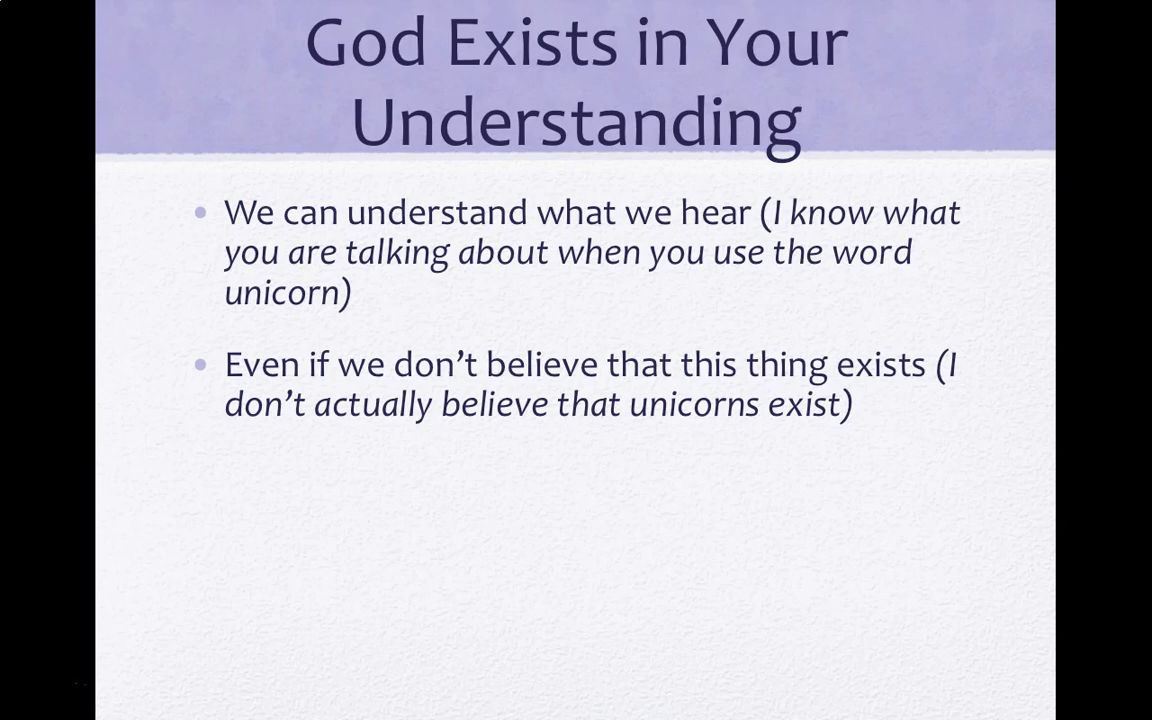 God Exists in Your
Understanding
• We can understand what we hear (I know what
you are talking about when you use the word
unicorn)
• Even if we don’t believe that this thing exists (I
don’t actually believe that unicorns exist)